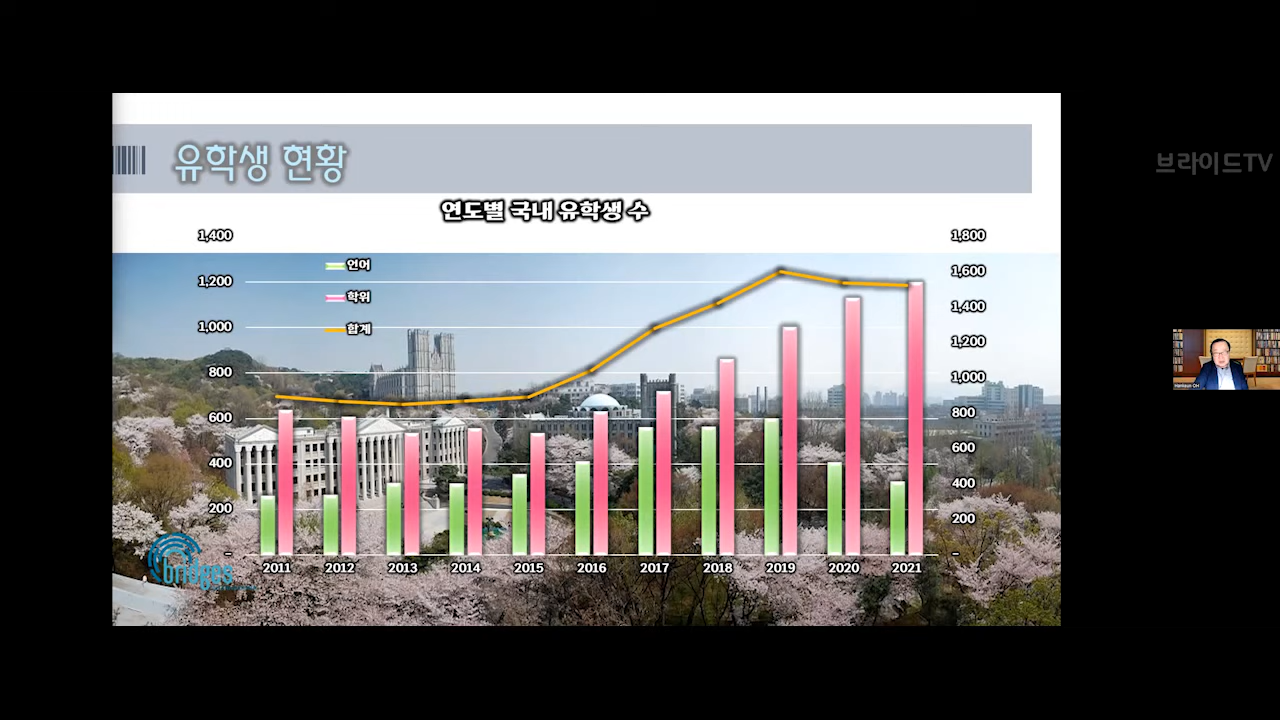 유학생 현황
연도별 국내 유학생 수
브라이드TV
1,400
1,200
1,000
800
600
400
200
-
언어
학위
합계
1,800
1,600
1,400
1,200
1,000
800
600
400
200
-
2011 2012 2013 2014 2015 2016 2017 2018 2019 2020 2021
bridges